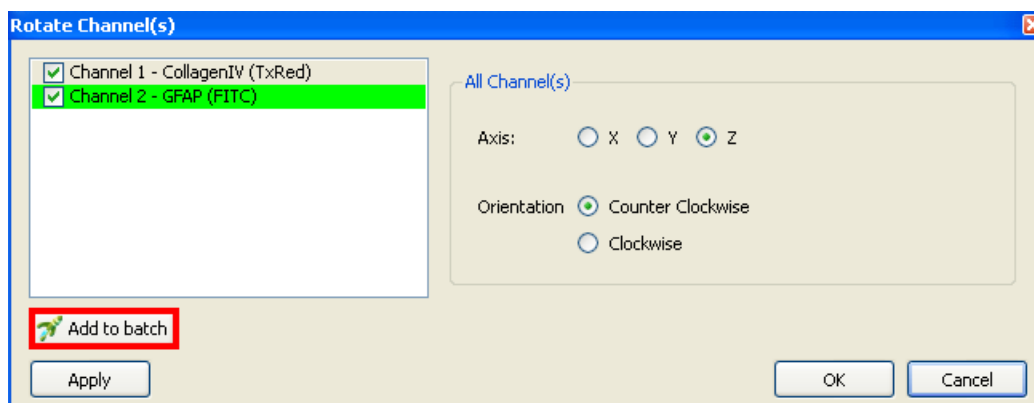 Rotate Channel(s)
Channel 1 - CollagenIV (TxRed)
Channel 2 - GFAP (FITC)
All Channel(s)
Axis: X Y Z
Orientation Counter Clockwise
Clockwise
Add to batch
Apply OK Cancel